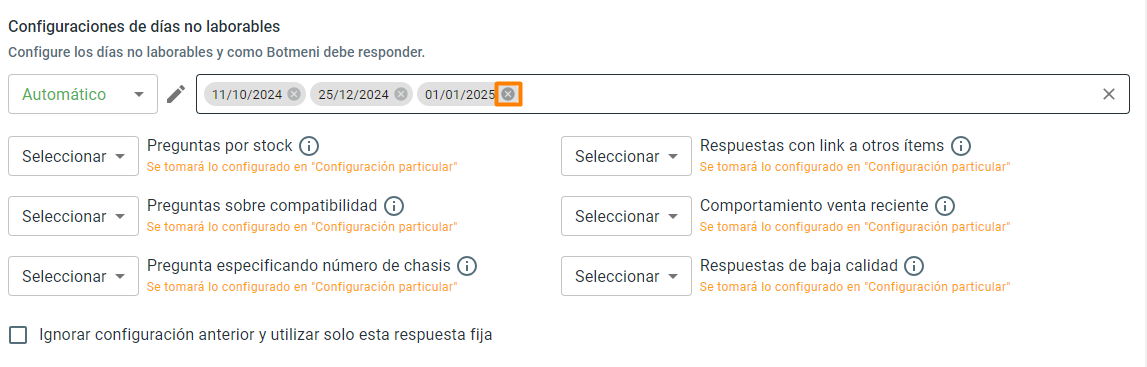 Configuraciones de días no laborables
Configure los días no laborables y como Botmeni debe responder.
Automático 11/10/2024 25/12/2024 01/01/2025
Seleccionar Preguntas por stock
Se tomará lo configurado en "Configuración particular"
Seleccionar Respuestas con link a otros ítems
Se tomará lo configurado en "Configuración particular"
Seleccionar Preguntas sobre compatibilidad
Se tomará lo configurado en "Configuración particular"
Seleccionar Comportamiento venta reciente
Se tomará lo configurado en "Configuración particular"
Seleccionar Pregunta especificando número de chasis
Se tomará lo configurado en "Configuración particular"
Seleccionar Respuestas de baja calidad
Se tomará lo configurado en "Configuración particular"
Ignorar configuración anterior y utilizar solo esta respuesta fija